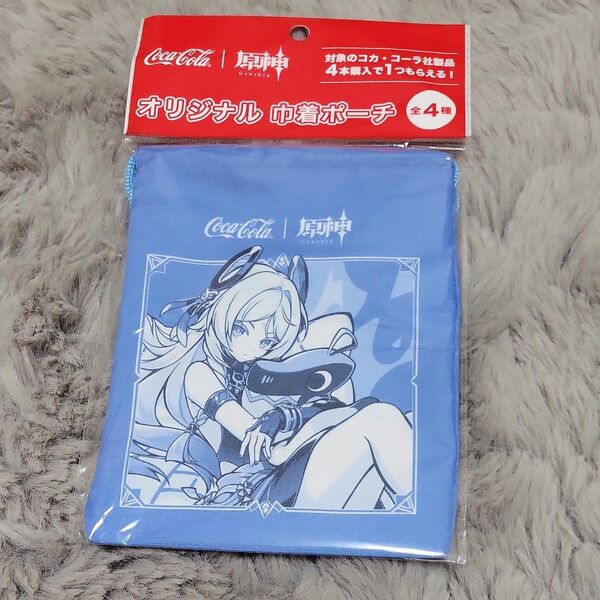 Coca-Cola | 原神
Genshin
対象のコカ・コーラ社製品
4本購入で1つもらえる!
オリジナル 巾着ポーチ 全4種
Coca-Cola | 原神
Genshin